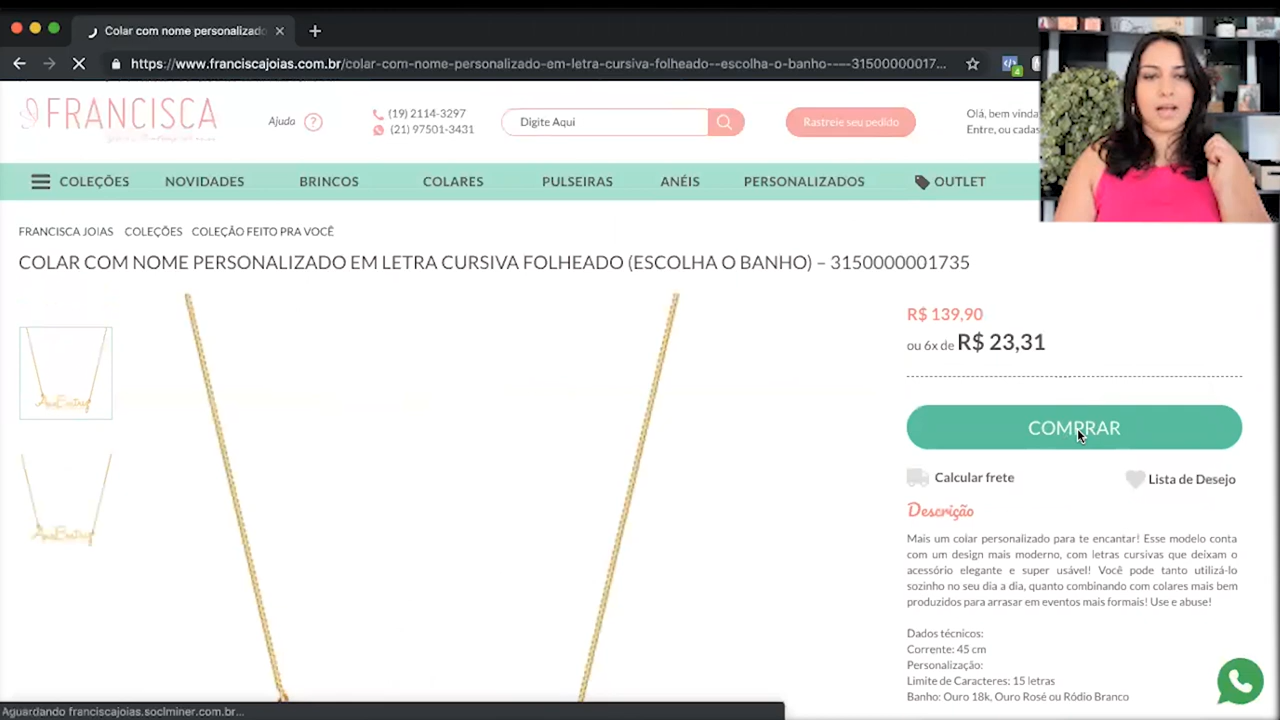 Colar com nome personalizado
https://www.franciscajoias.com.br/colar-com-nome-personalizado-em-letra-cursiva-folheado--escolha-o-banho-----31500000017...
4
FRANCISCA
Ajuda ?
(19) 2114-3297
(21) 97501-3431
Digite Aqui
Rastreie seu pedido
Olá, bem vinda
Entre, ou cadas
COLEÇÕES NOVIDADES BRINCOS COLARES PULSEIRAS ANÉIS PERSONALIZADOS OUTLET
FRANCISCA JOIAS COLEÇÕES COLEÇÃO FEITO PRA VOCÊ
COLAR COM NOME PERSONALIZADO EM LETRA CURSIVA FOLHEADO (ESCOLHA O BANHO) – 3150000001735
R$ 139,90
ou 6x de R$ 23,31
COMPRAR
Calcular frete
Lista de Desejo
Descrição
Mais um colar personalizado para te encantar! Esse modelo conta
com um design mais moderno, com letras cursivas que deixam o
acessório elegante e super usável! Você pode tanto utilizá-lo
sozinho no seu dia a dia, quanto combinando com colares mais bem
produzidos para arrasar em eventos mais formais! Use e abuse!
Dados técnicos:
Corrente: 45 cm
Personalização:
Limite de Caracteres: 15 letras
Banho: Ouro 18k, Ouro Rosé ou Ródio Branco
Aguardando franciscajoias.soclminer.com.br...